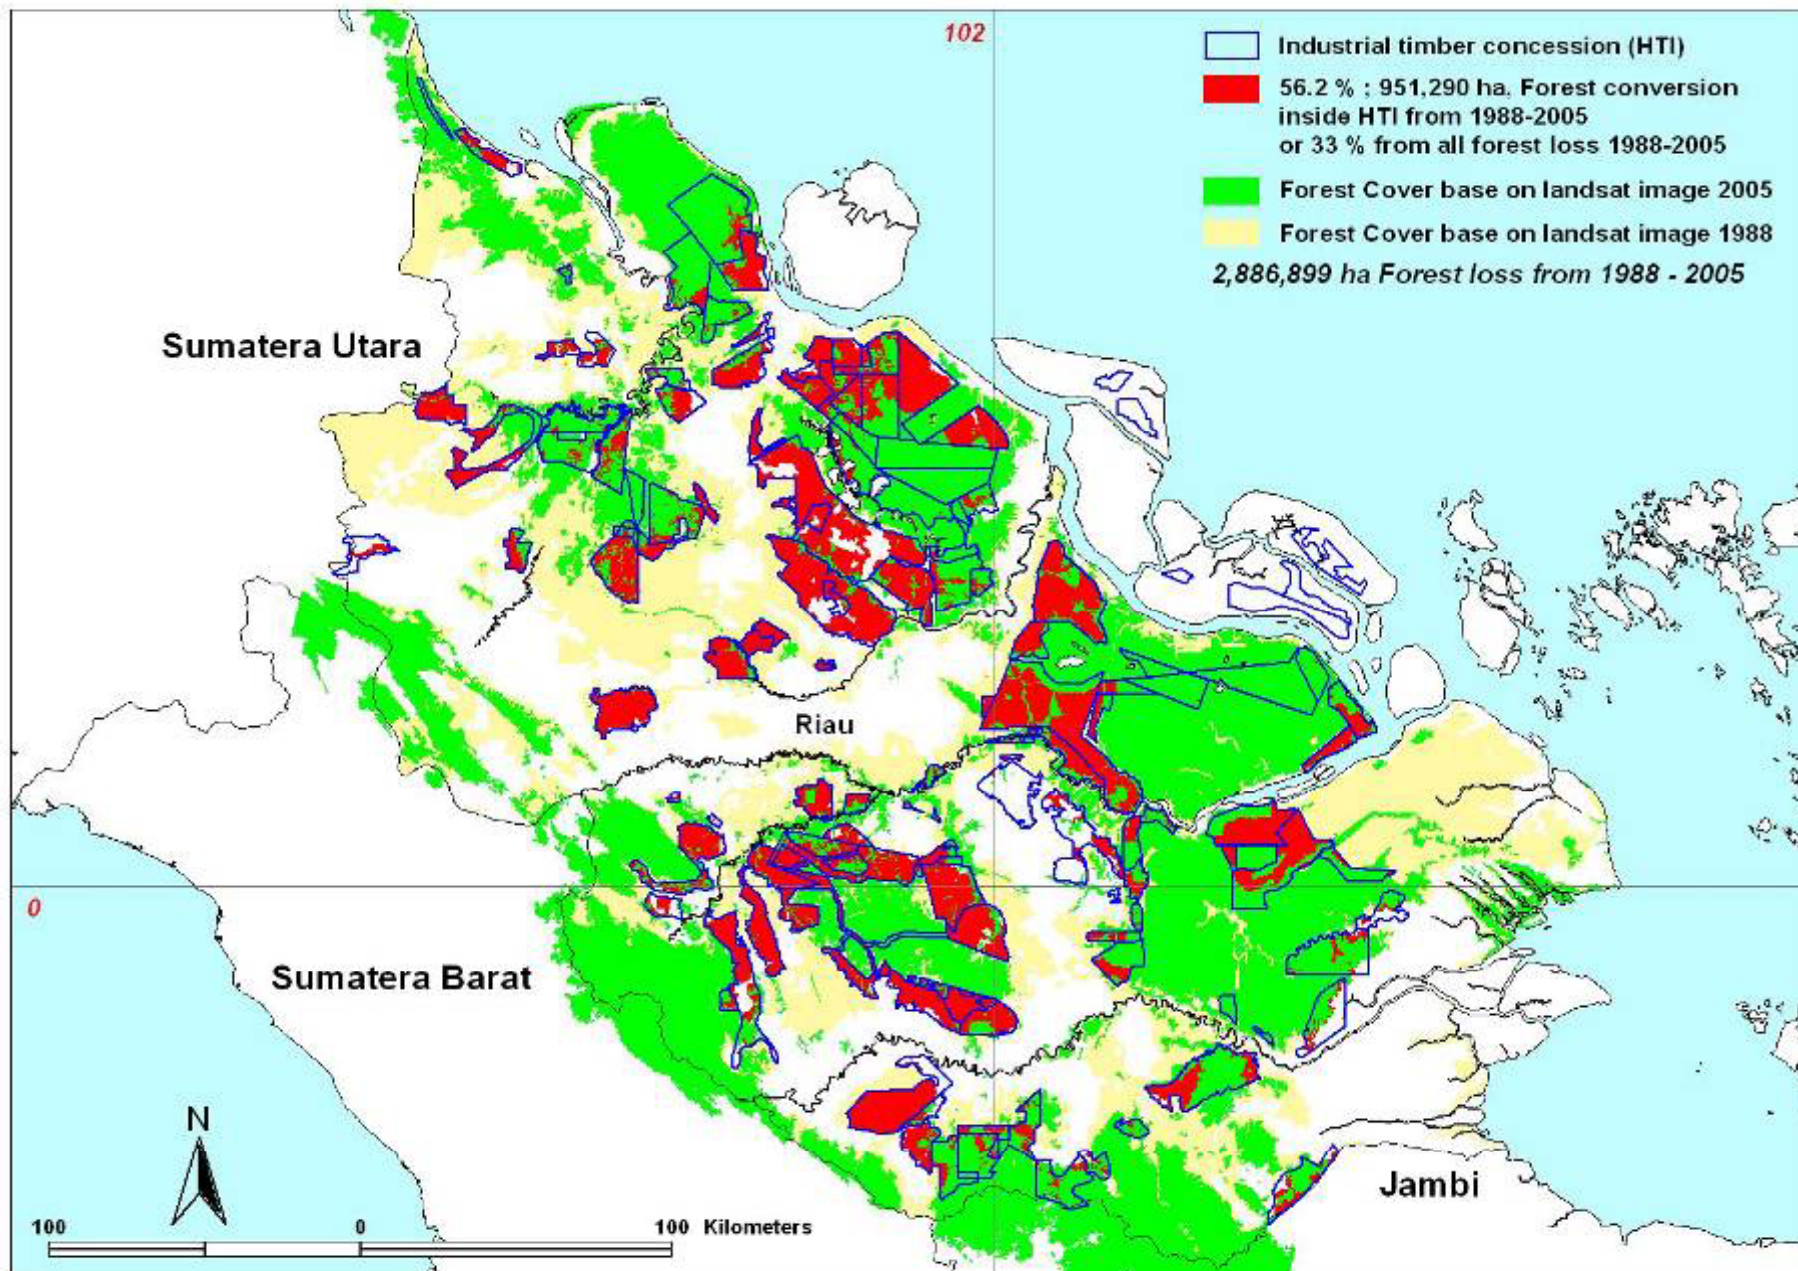 102
Industrial timber concession (HTI)
56.2 % ; 951,290 ha, Forest conversion
inside HTI from 1988-2005
or 33 % from all forest loss 1988-2005
Forest Cover base on landsat image 2005
Forest Cover base on landsat image 1988
2,886,899 ha Forest loss from 1988 - 2005
Sumatera Utara
Riau
0
Sumatera Barat
N
Jambi
100 0 100 Kilometers